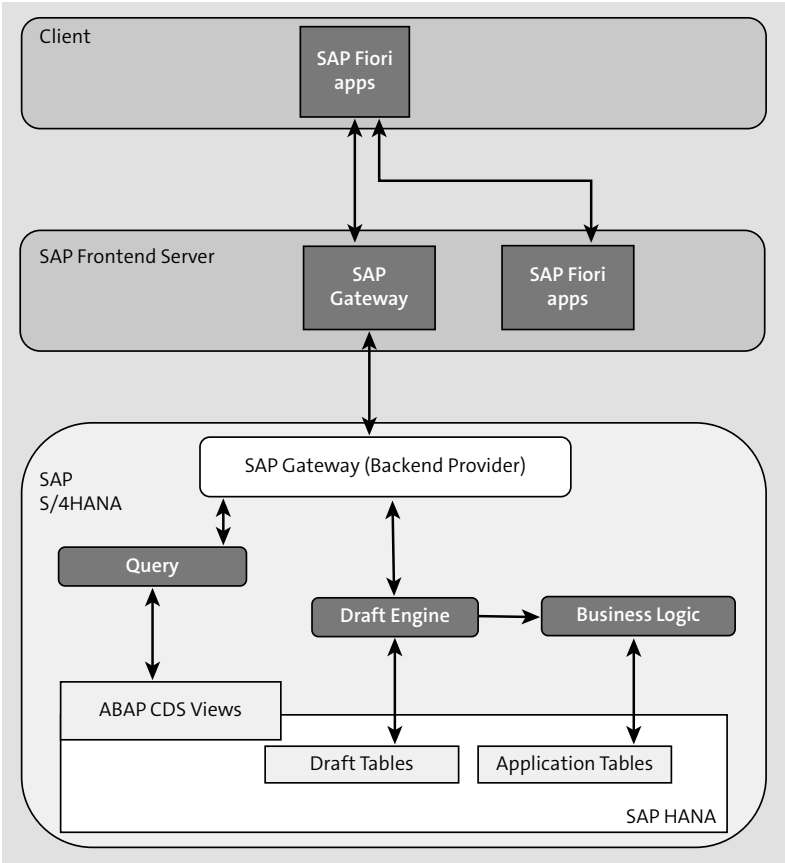 Client
SAP Fiori
apps
SAP Frontend Server
SAP
Gateway
SAP Fiori
apps
SAP Gateway (Backend Provider)
SAP
S/4HANA
Query
Draft Engine
Business Logic
ABAP CDS Views
Draft Tables
Application Tables
SAP HANA